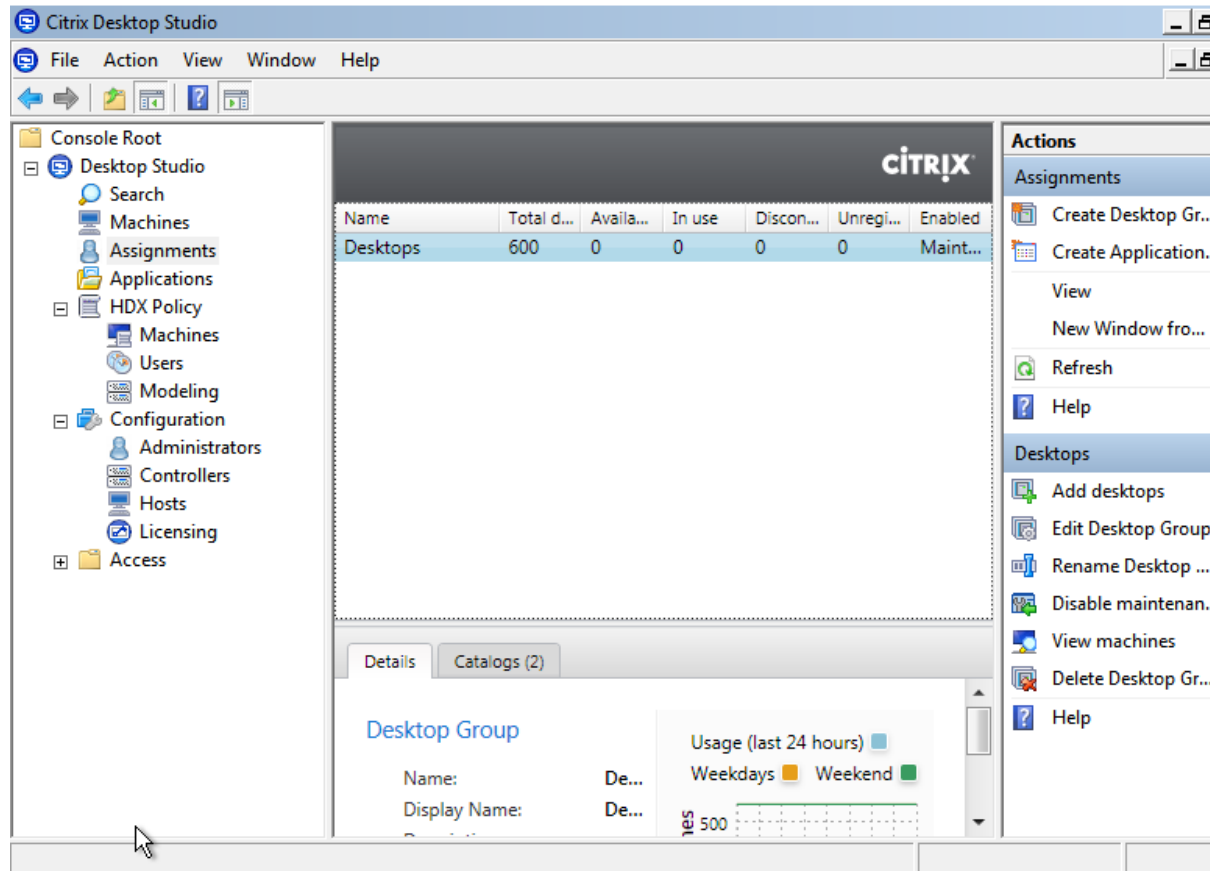 Citrix Desktop Studio
File Action View Window Help
Console Root
Desktop Studio
Search
Machines
Assignments
Applications
HDX Policy
Machines
Users
Modeling
Configuration
Administrators
Controllers
Hosts
Licensing
Access
CITRIX
Name Total d... Availa... In use Discon... Unregi... Enabled
Desktops 600 0 0 0 0 Maint...
Details Catalogs (2)
Desktop Group
Name: De...
Display Name: De...
Usage (last 24 hours)
Weekdays Weekend
500
Actions
Assignments
Create Desktop Gr...
Create Application.
View
New Window fro...
Refresh
Help
Desktops
Add desktops
Edit Desktop Group
Rename Desktop ...
Disable maintenan.
View machines
Delete Desktop Gr...
Help